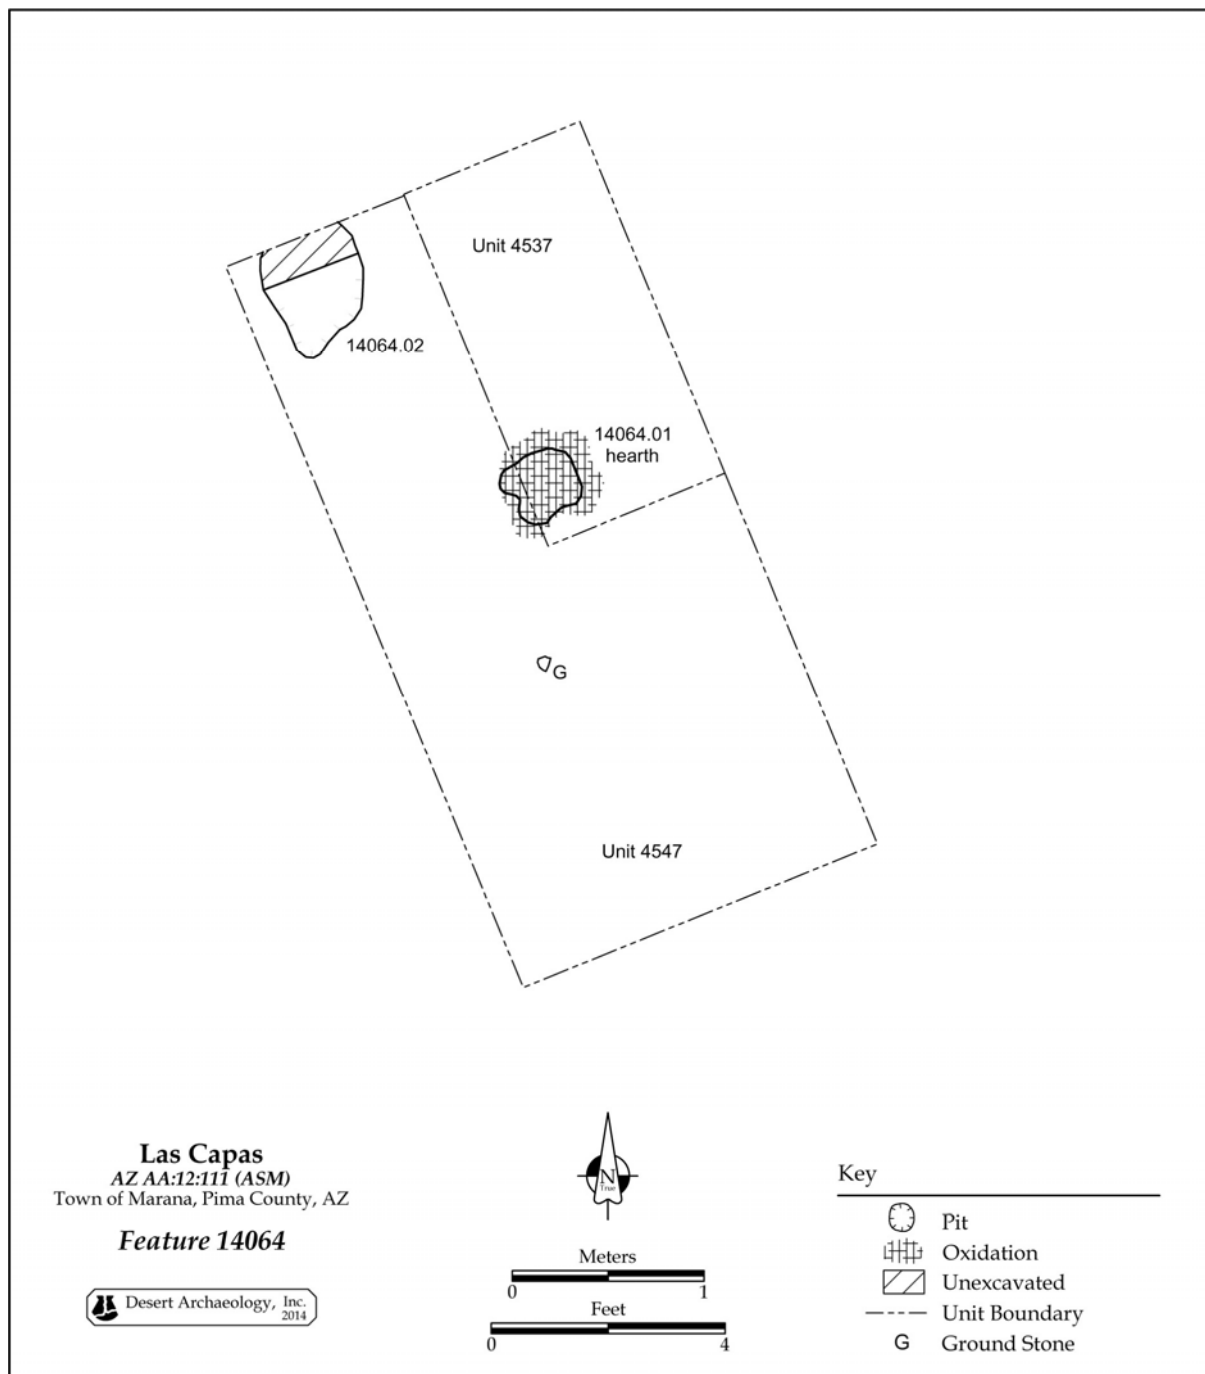 Unit 4537
14064.02
14064.01
hearth
G
Unit 4547
Las Capas
AZ AA:12:111 (ASM)
Town of Marana, Pima County, AZ
Feature 14064
Desert Archaeology, Inc.
2014
N
True
Meters
0 1
Feet
0 4
Key
Pit
Oxidation
Unexcavated
Unit Boundary
G Ground Stone